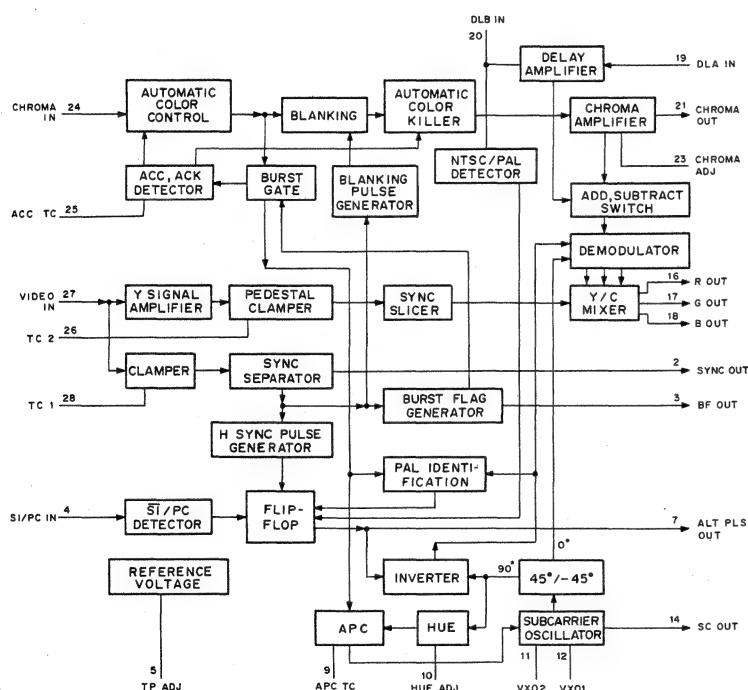 DLB IN
20
DELAY
AMPLIFIER
19
DLA IN
CHROMA
IN
24
AUTOMATIC
COLOR
CONTROL
BLANKING
AUTOMATIC
COLOR
KILLER
CHROMA
AMPLIFIER
21
CHROMA
OUT
23
CHROMA
ADJ
ACC, ACK
DETECTOR
BURST
GATE
BLANKING
PULSE
GENERATOR
NTSC/PAL
DETECTOR
ACC TC
25
ADD, SUBTRACT
SWITCH
DEMODULATOR
VIDEO
IN
27
Y SIGNAL
AMPLIFIER
PEDESTAL
CLAMPER
SYNC
SLICER
Y/C
MIXER
16
R OUT
17
G OUT
18
B OUT
TC 2
26
CLAMPER
SYNC
SEPARATOR
2
SYNC OUT
TC 1
28
BURST FLAG
GENERATOR
3
BF OUT
H SYNC PULSE
GENERATOR
PAL IDENTI-
FICATION
SI/PC IN
4
S̅I̅/PC
DETECTOR
FLIP-
FLOP
7
ALT PLS
OUT
0°
REFERENCE
VOLTAGE
INVERTER
90°
45°/-45°
APC
HUE
SUBCARRIER
OSCILLATOR
14
SC OUT
5
TP ADJ
9
APC TC
10
HUE ADJ
11
VXO2
12
VXO1